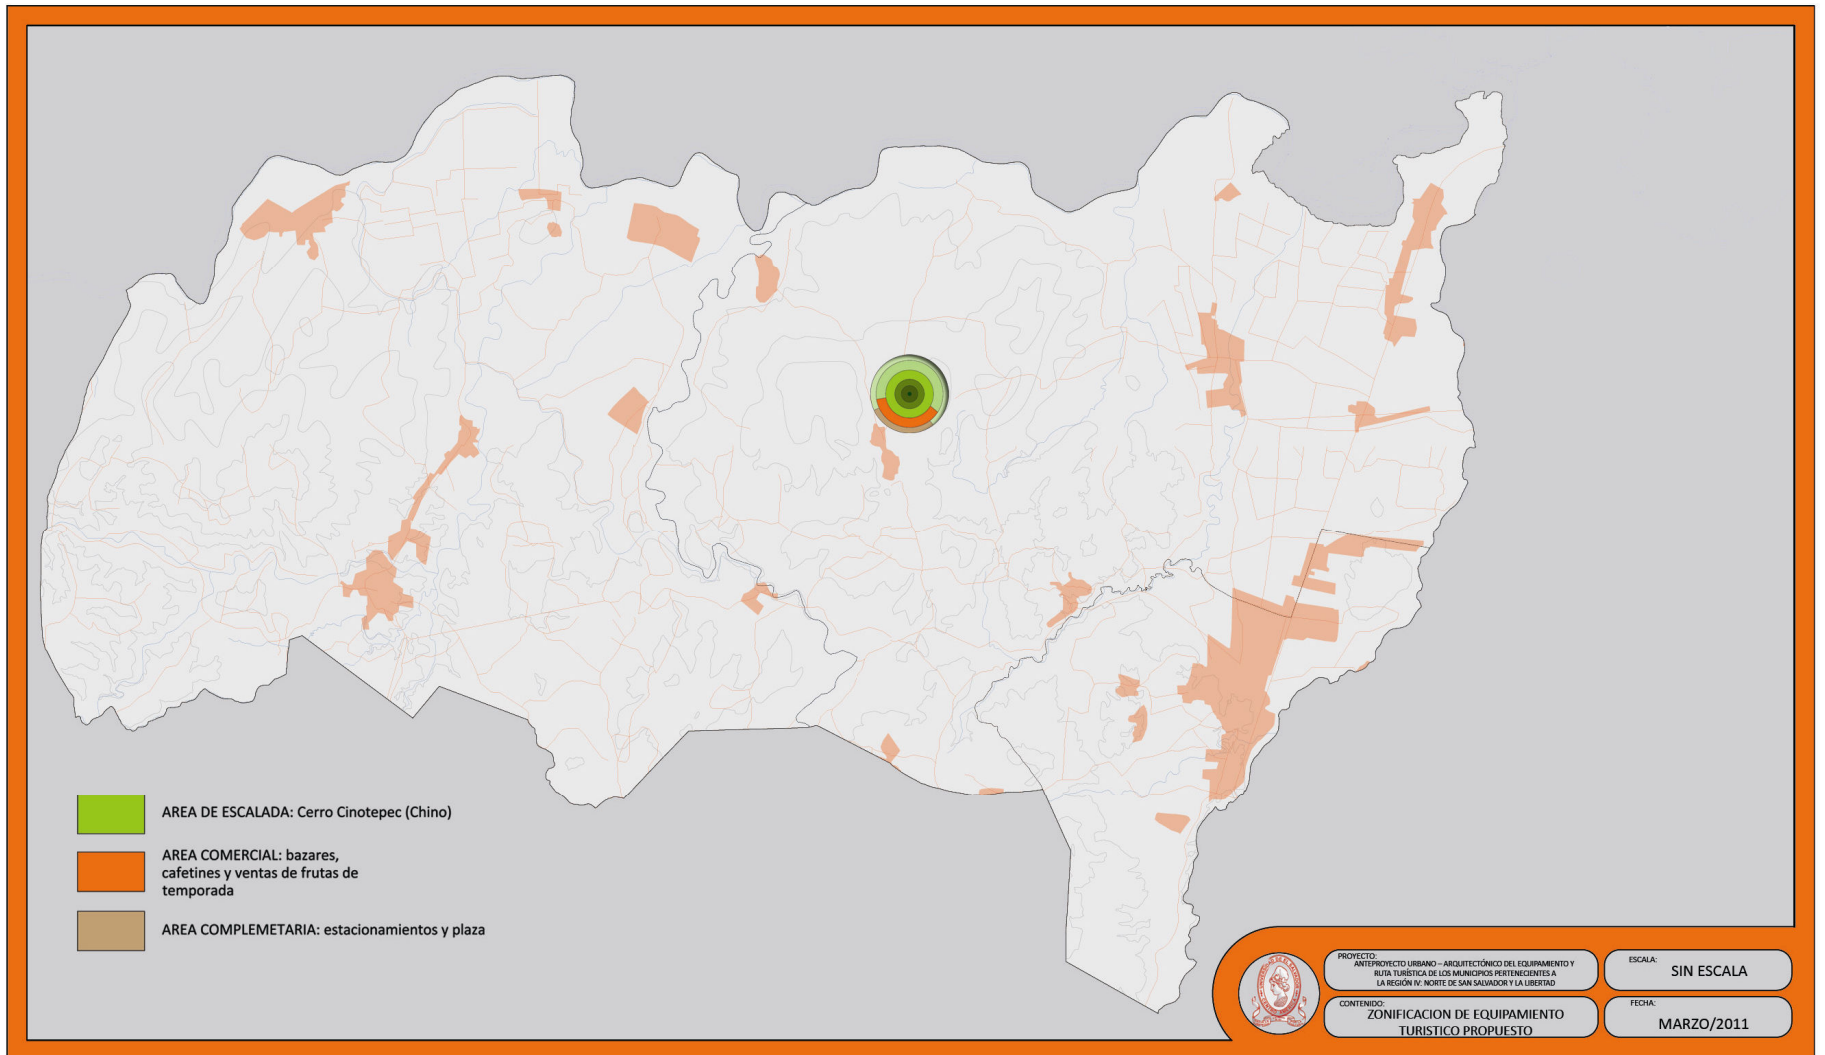 AREA DE ESCALADA: Cerro Cinotepec (Chino)
AREA COMERCIAL: bazares,
cafetines y ventas de frutas de
temporada
AREA COMPLEMETARIA: estacionamientos y plaza
PROYECTO:
ANTEPROYECTO URBANO – ARQUITECTÓNICO DEL EQUIPAMIENTO Y
RUTA TURÍSTICA DE LOS MUNICIPIOS PERTENECIENTES A
LA REGIÓN IV: NORTE DE SAN SALVADOR Y LA LIBERTAD
ESCALA:
SIN ESCALA
CONTENIDO:
ZONIFICACION DE EQUIPAMIENTO
TURISTICO PROPUESTO
FECHA:
MARZO/2011